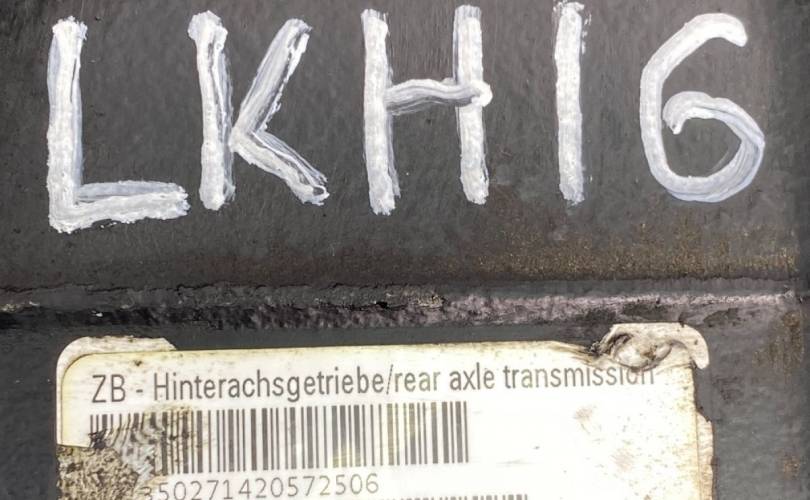 LKH16
ZB - Hinterachsgetriebe/rear axle transmission
350271420572506